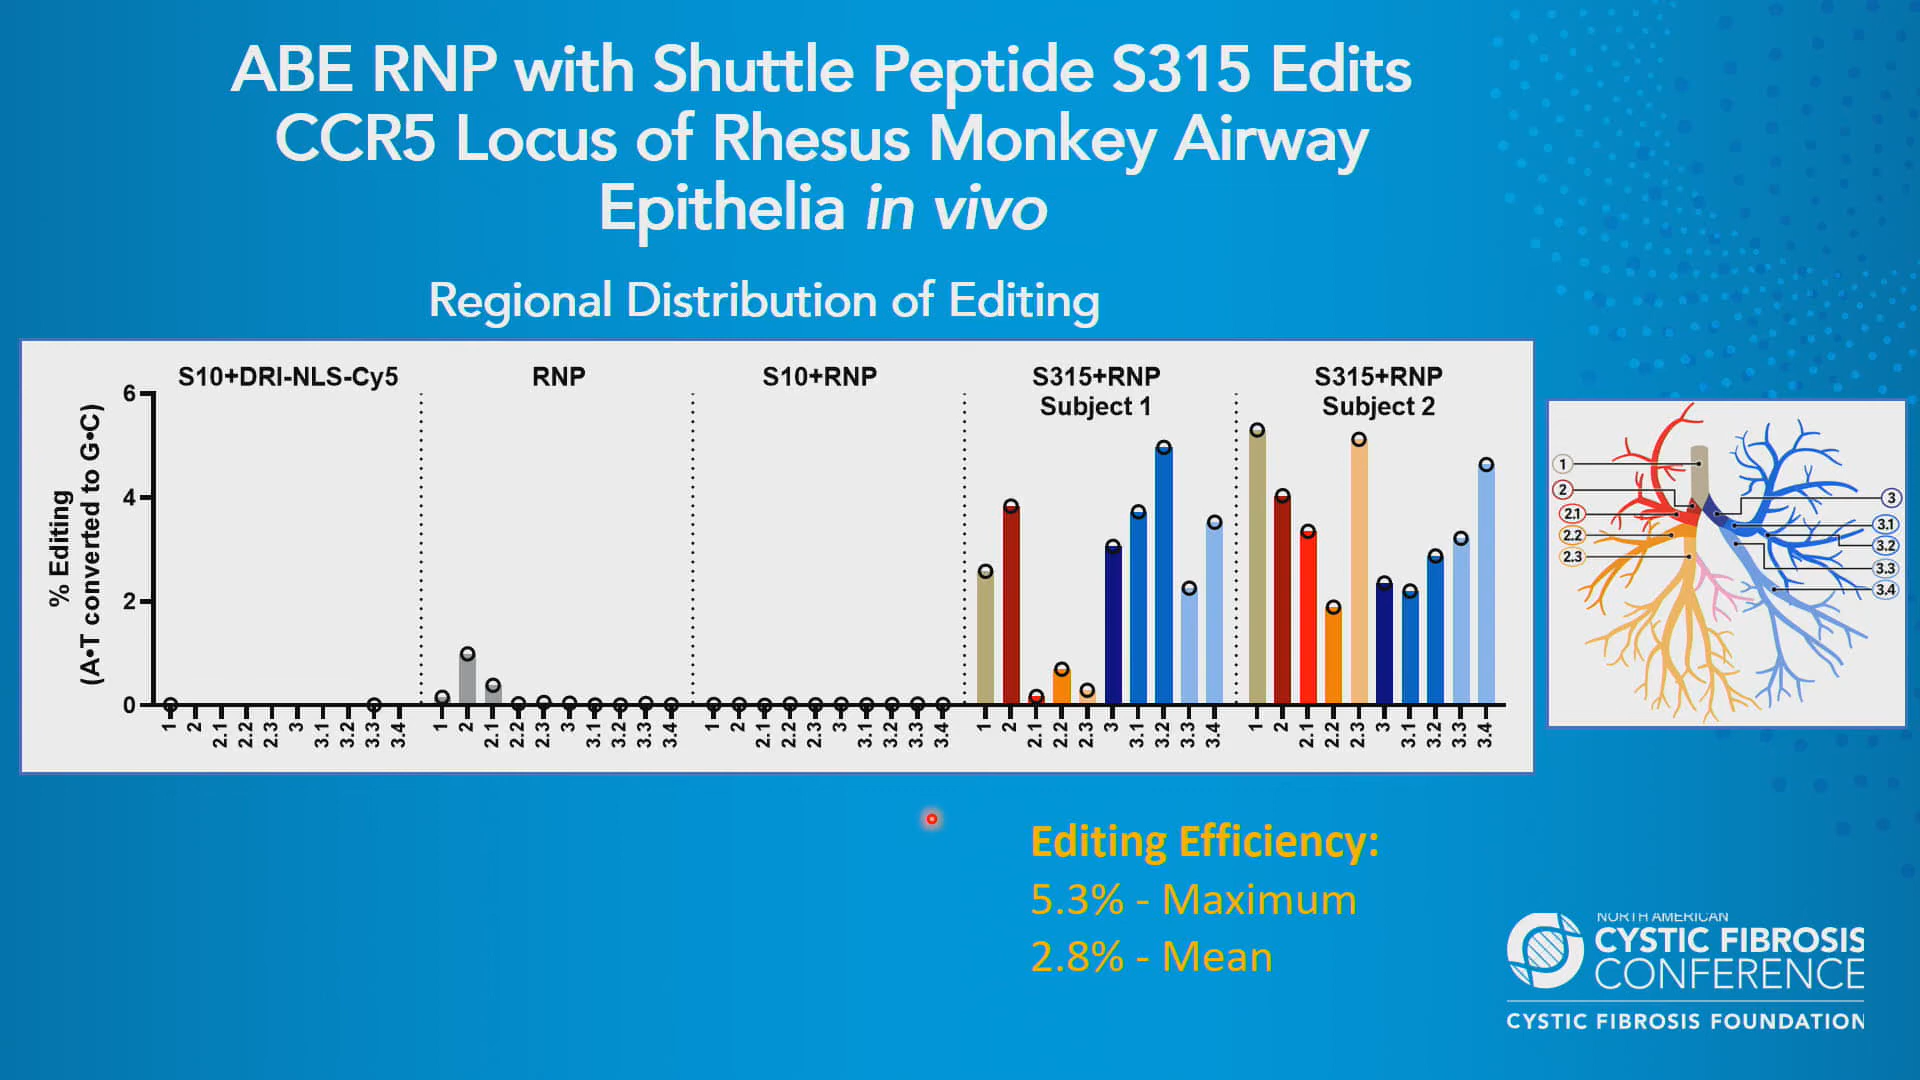 ABE RNP with Shuttle Peptide S315 Edits
CCR5 Locus of Rhesus Monkey Airway
Epithelia in vivo
Regional Distribution of Editing
S10+DRI-NLS-Cy5
RNP
S10+RNP
S315+RNP
Subject 1
S315+RNP
Subject 2
% Editing
(A•T converted to G•C)
6
4
2
0
1 2 2.1 2.2 2.3 3 3.1 3.2 3.3 3.4
1 2 2.1 2.2 2.3 3 3.1 3.2 3.3 3.4
1 2 2.1 2.2 2.3 3 3.1 3.2 3.3 3.4
1 2 2.1 2.2 2.3 3 3.1 3.2 3.3 3.4
1 2 2.1 2.2 2.3 3 3.1 3.2 3.3 3.4
1
2
2.1
2.2
2.3
3
3.1
3.2
3.3
3.4
Editing Efficiency:
5.3% - Maximum
2.8% - Mean
NORTH AMERICAN
CYSTIC FIBROSIS
CONFERENCE
CYSTIC FIBROSIS FOUNDATION